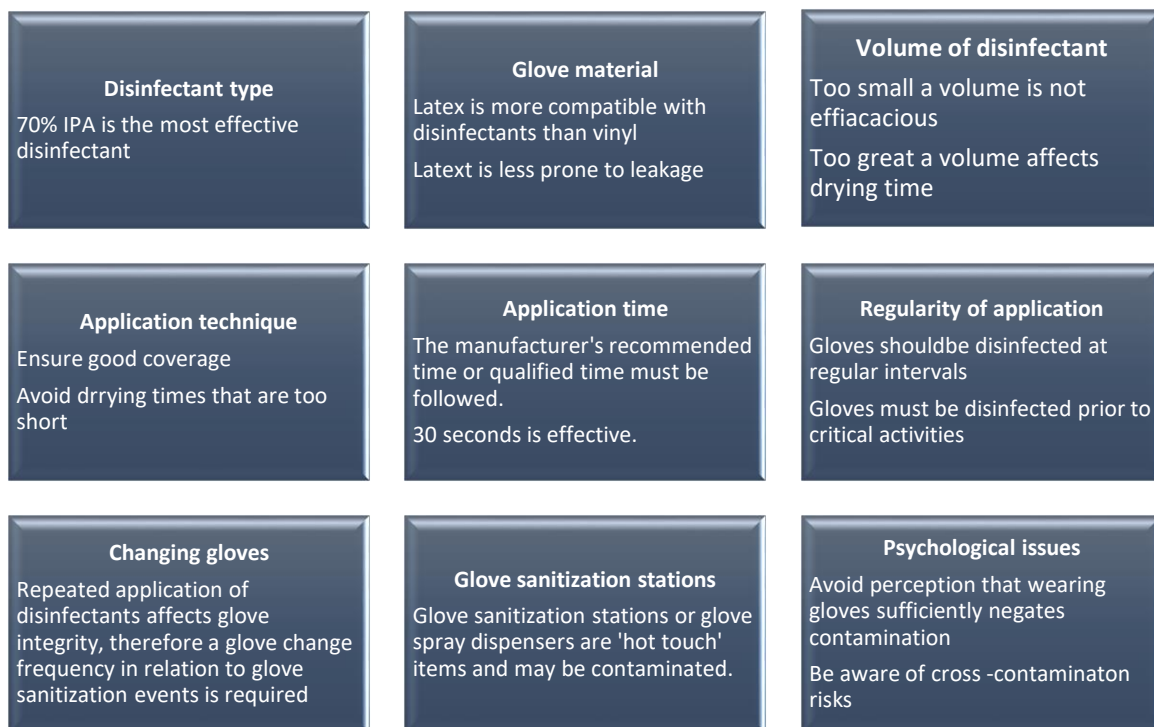 Disinfectant type
70% IPA is the most effective
disinfectant
Glove material
Latex is more compatible with
disinfectants than vinyl
Latext is less prone to leakage
Volume of disinfectant
Too small a volume is not
effiacacious
Too great a volume affects
drying time
Application technique
Ensure good coverage
Avoid drrying times that are too
short
Application time
The manufacturer's recommended
time or qualified time must be
followed.
30 seconds is effective.
Regularity of application
Gloves shouldbe disinfected at
regular intervals
Gloves must be disinfected prior to
critical activities
Changing gloves
Repeated application of
disinfectants affects glove
integrity, therefore a glove change
frequency in relation to glove
sanitization events is required
Glove sanitization stations
Glove sanitization stations or glove
spray dispensers are 'hot touch'
items and may be contaminated.
Psychological issues
Avoid perception that wearing
gloves sufficiently negates
contamination
Be aware of cross -contaminaton
risks